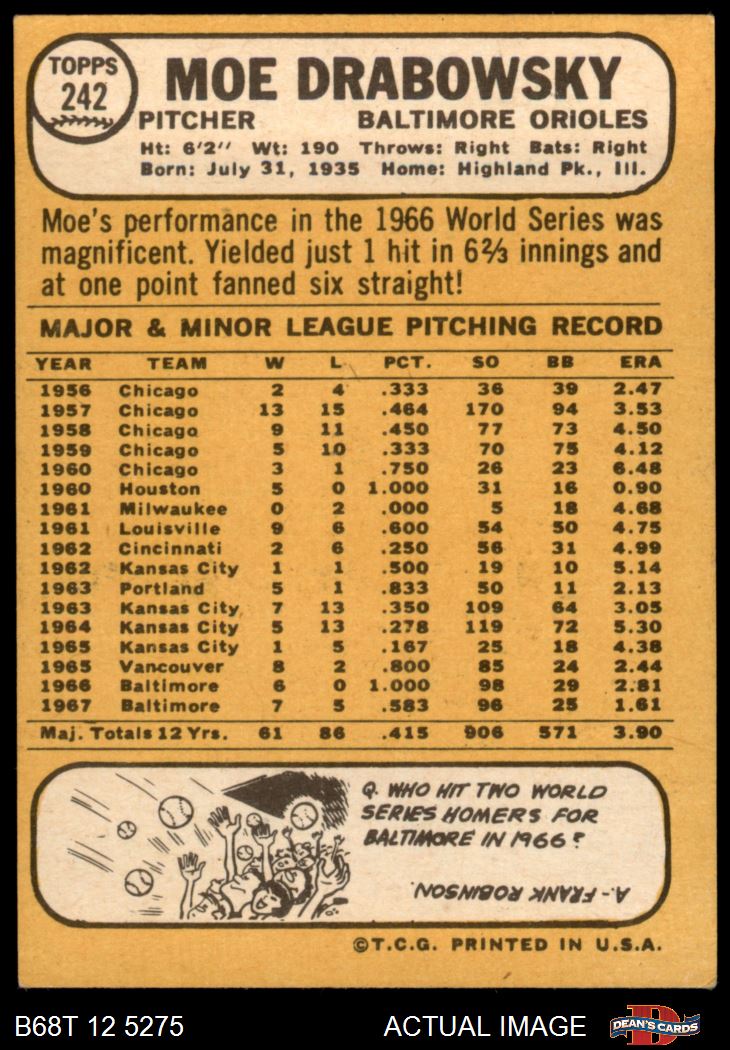 TOPPS
242
MOE DRABOWSKY
PITCHER BALTIMORE ORIOLES
Ht: 6'2" Wt: 190 Throws: Right Bats: Right
Born: July 31, 1935 Home: Highland Pk., Ill.
Moe's performance in the 1966 World Series was
magnificent. Yielded just 1 hit in 6⅔ innings and
at one point fanned six straight!
MAJOR & MINOR LEAGUE PITCHING RECORD
YEAR TEAM W L PCT. SO BB ERA
1956 Chicago 2 4 .333 36 39 2.47
1957 Chicago 13 15 .464 170 94 3.53
1958 Chicago 9 11 .450 77 73 4.50
1959 Chicago 5 10 .333 70 75 4.12
1960 Chicago 3 1 .750 26 23 6.48
1960 Houston 5 0 1.000 31 16 0.90
1961 Milwaukee 0 2 .000 5 18 4.68
1961 Louisville 9 6 .600 54 50 4.75
1962 Cincinnati 2 6 .250 56 31 4.99
1962 Kansas City 1 1 .500 19 10 5.14
1963 Portland 5 1 .833 50 11 2.13
1963 Kansas City 7 13 .350 109 64 3.05
1964 Kansas City 5 13 .278 119 72 5.30
1965 Kansas City 1 5 .167 25 18 4.38
1965 Vancouver 8 2 .800 85 24 2.44
1966 Baltimore 6 0 1.000 98 29 2.81
1967 Baltimore 7 5 .583 96 25 1.61
Maj. Totals 12 Yrs. 61 86 .415 906 571 3.90
Q. WHO HIT TWO WORLD
SERIES HOMERS FOR
BALTIMORE IN 1966?
A.- FRANK ROBINSON.
©T.C.G. PRINTED IN U.S.A.
B68T 12 5275 ACTUAL IMAGE DEAN'S CARDS